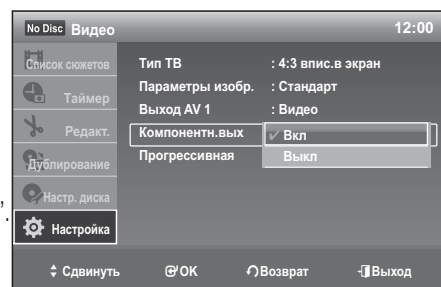 No Disc Видео 12:00
Список сюжетов
Тип ТВ : 4:3 впис.в экран
Параметры изобр. : Стандарт
Таймер
Выход AV 1 : Видео
Редакт.
Компонентн.вых ✓ Вкл
Прогрессивная Выкл
Дублирование
Настр. диска
Настройка
Сдвинуть OK Возврат Выход